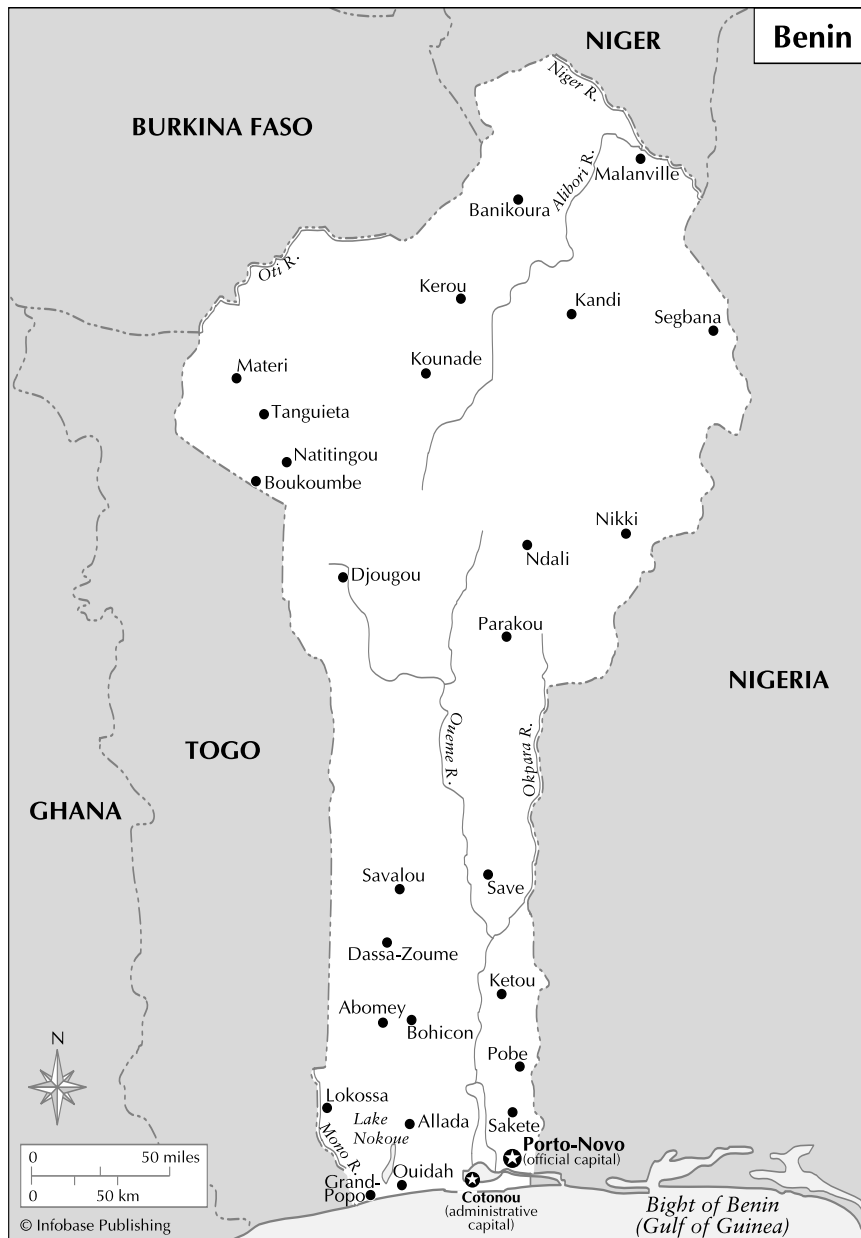 Benin
NIGER
Niger R.
BURKINA FASO
Malanville
Alibori R.
Banikoura
Oti R.
Kerou
Kandi
Segbana
Kounade
Materi
Tanguieta
Natitingou
Boukoumbe
Nikki
Ndali
Djougou
Parakou
NIGERIA
Oueme R.
Okpara R.
TOGO
GHANA
Savalou
Save
Dassa-Zoume
Ketou
Abomey
Bohicon
N
Pobe
Lokossa
Lake
Nokoue
Allada
Sakete
Mono R.
Porto-Novo
(official capital)
0 50 miles
0 50 km
Grand-
Popo
Ouidah
Cotonou
(administrative
capital)
Bight of Benin
(Gulf of Guinea)
© Infobase Publishing